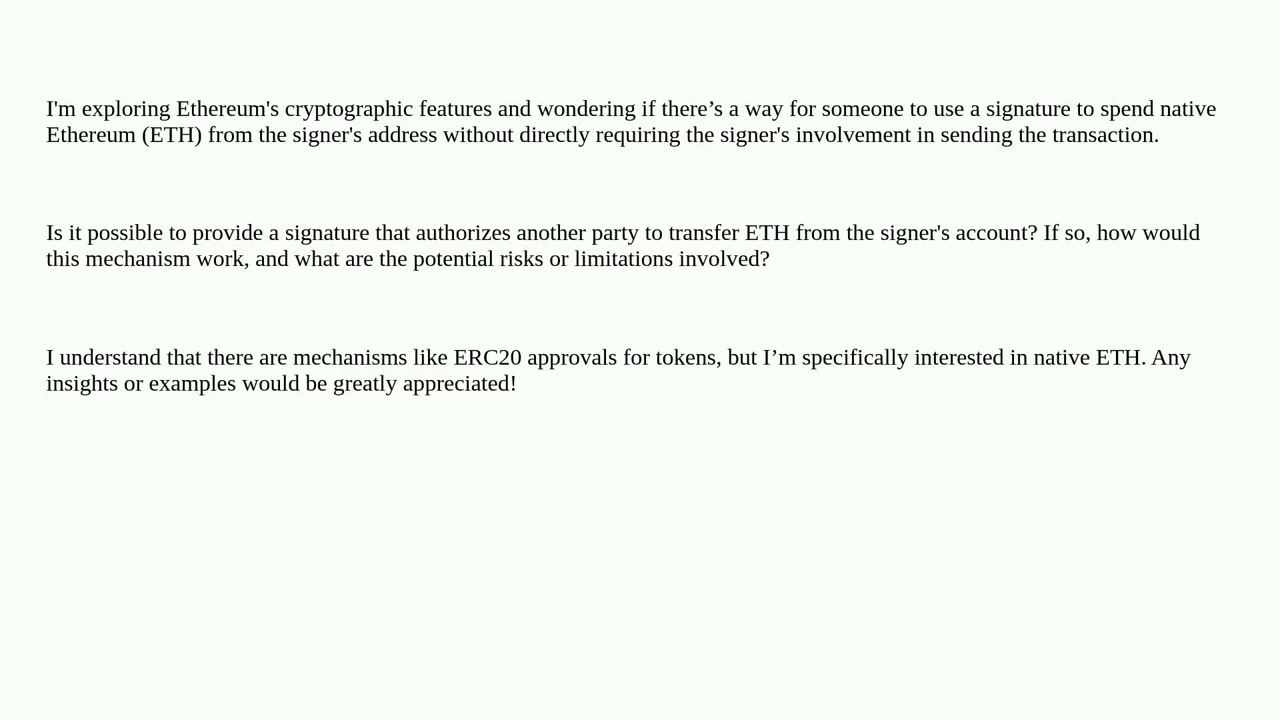 I'm exploring Ethereum's cryptographic features and wondering if there’s a way for someone to use a signature to spend native
Ethereum (ETH) from the signer's address without directly requiring the signer's involvement in sending the transaction.
Is it possible to provide a signature that authorizes another party to transfer ETH from the signer's account? If so, how would
this mechanism work, and what are the potential risks or limitations involved?
I understand that there are mechanisms like ERC20 approvals for tokens, but I’m specifically interested in native ETH. Any
insights or examples would be greatly appreciated!